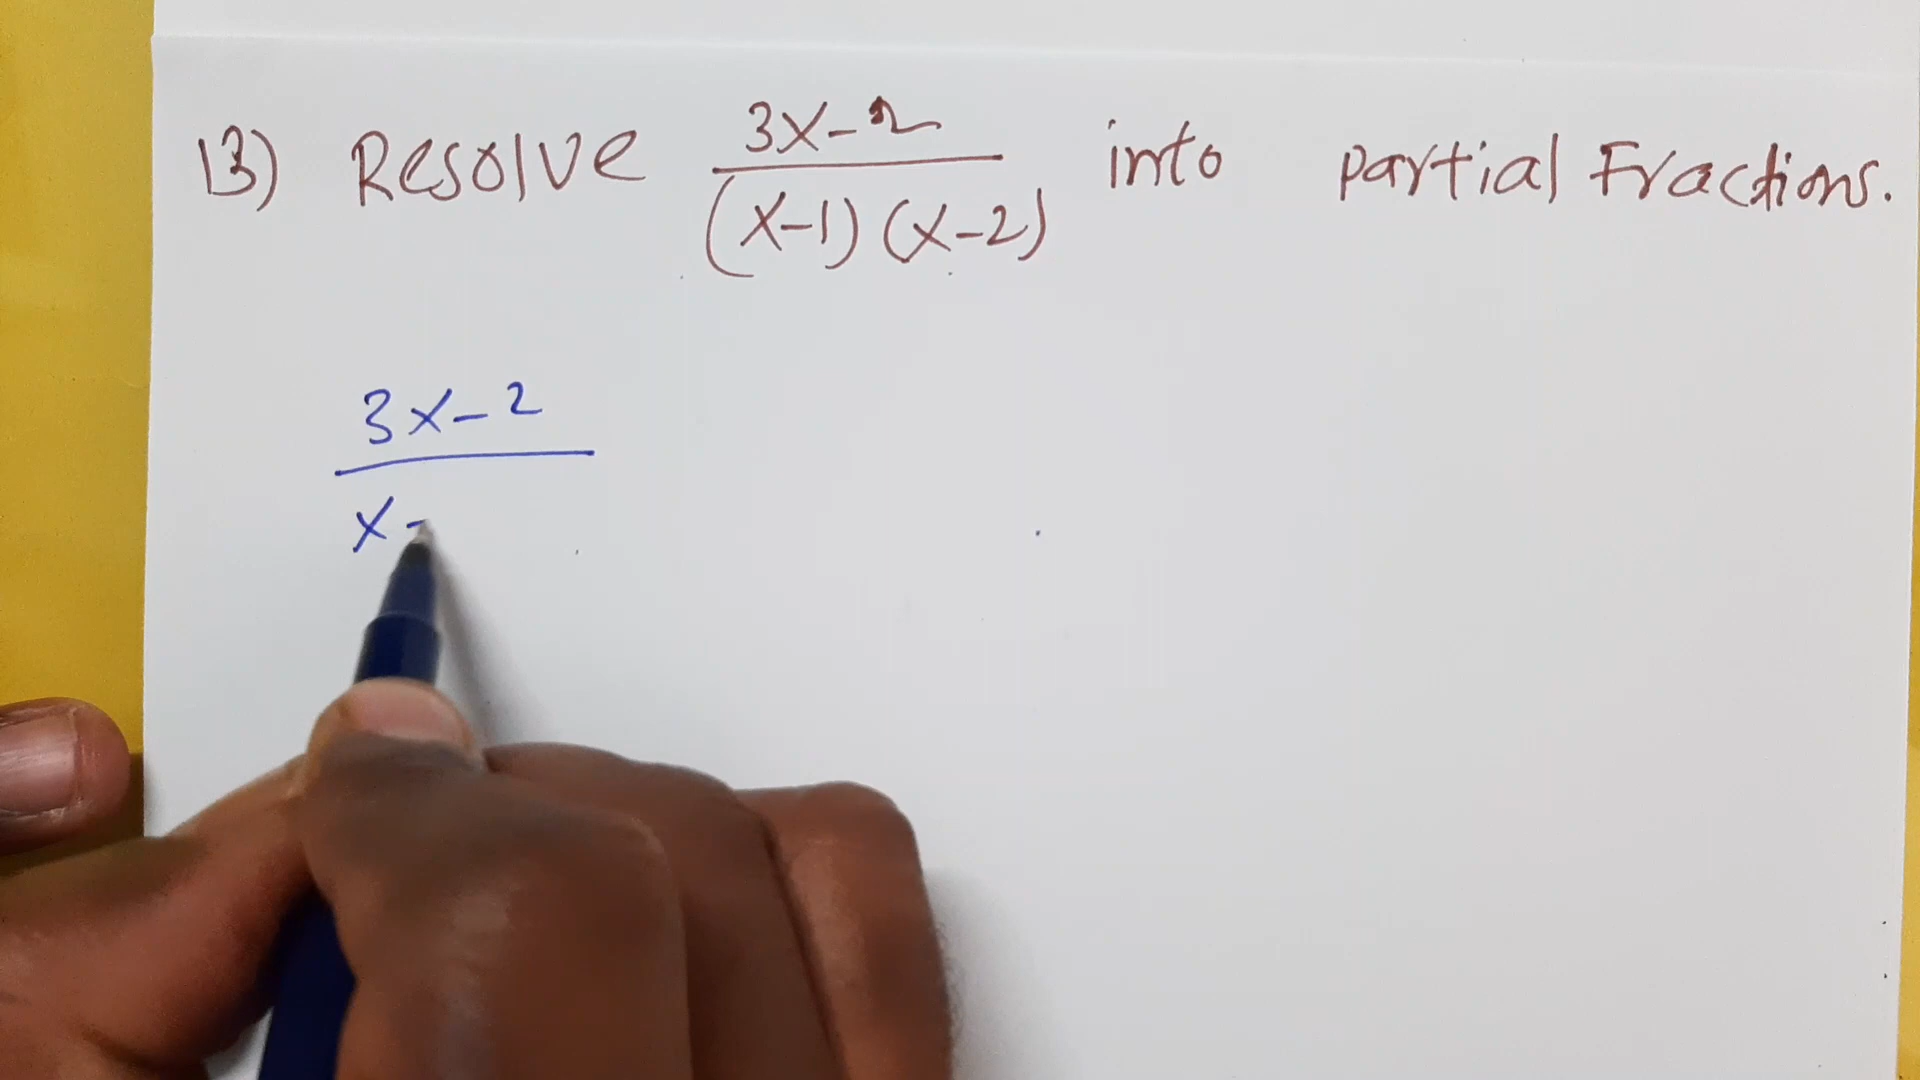 13) Resolve 3x-2 into partial Fractions.
(x-1) (x-2)
3x-2
x-